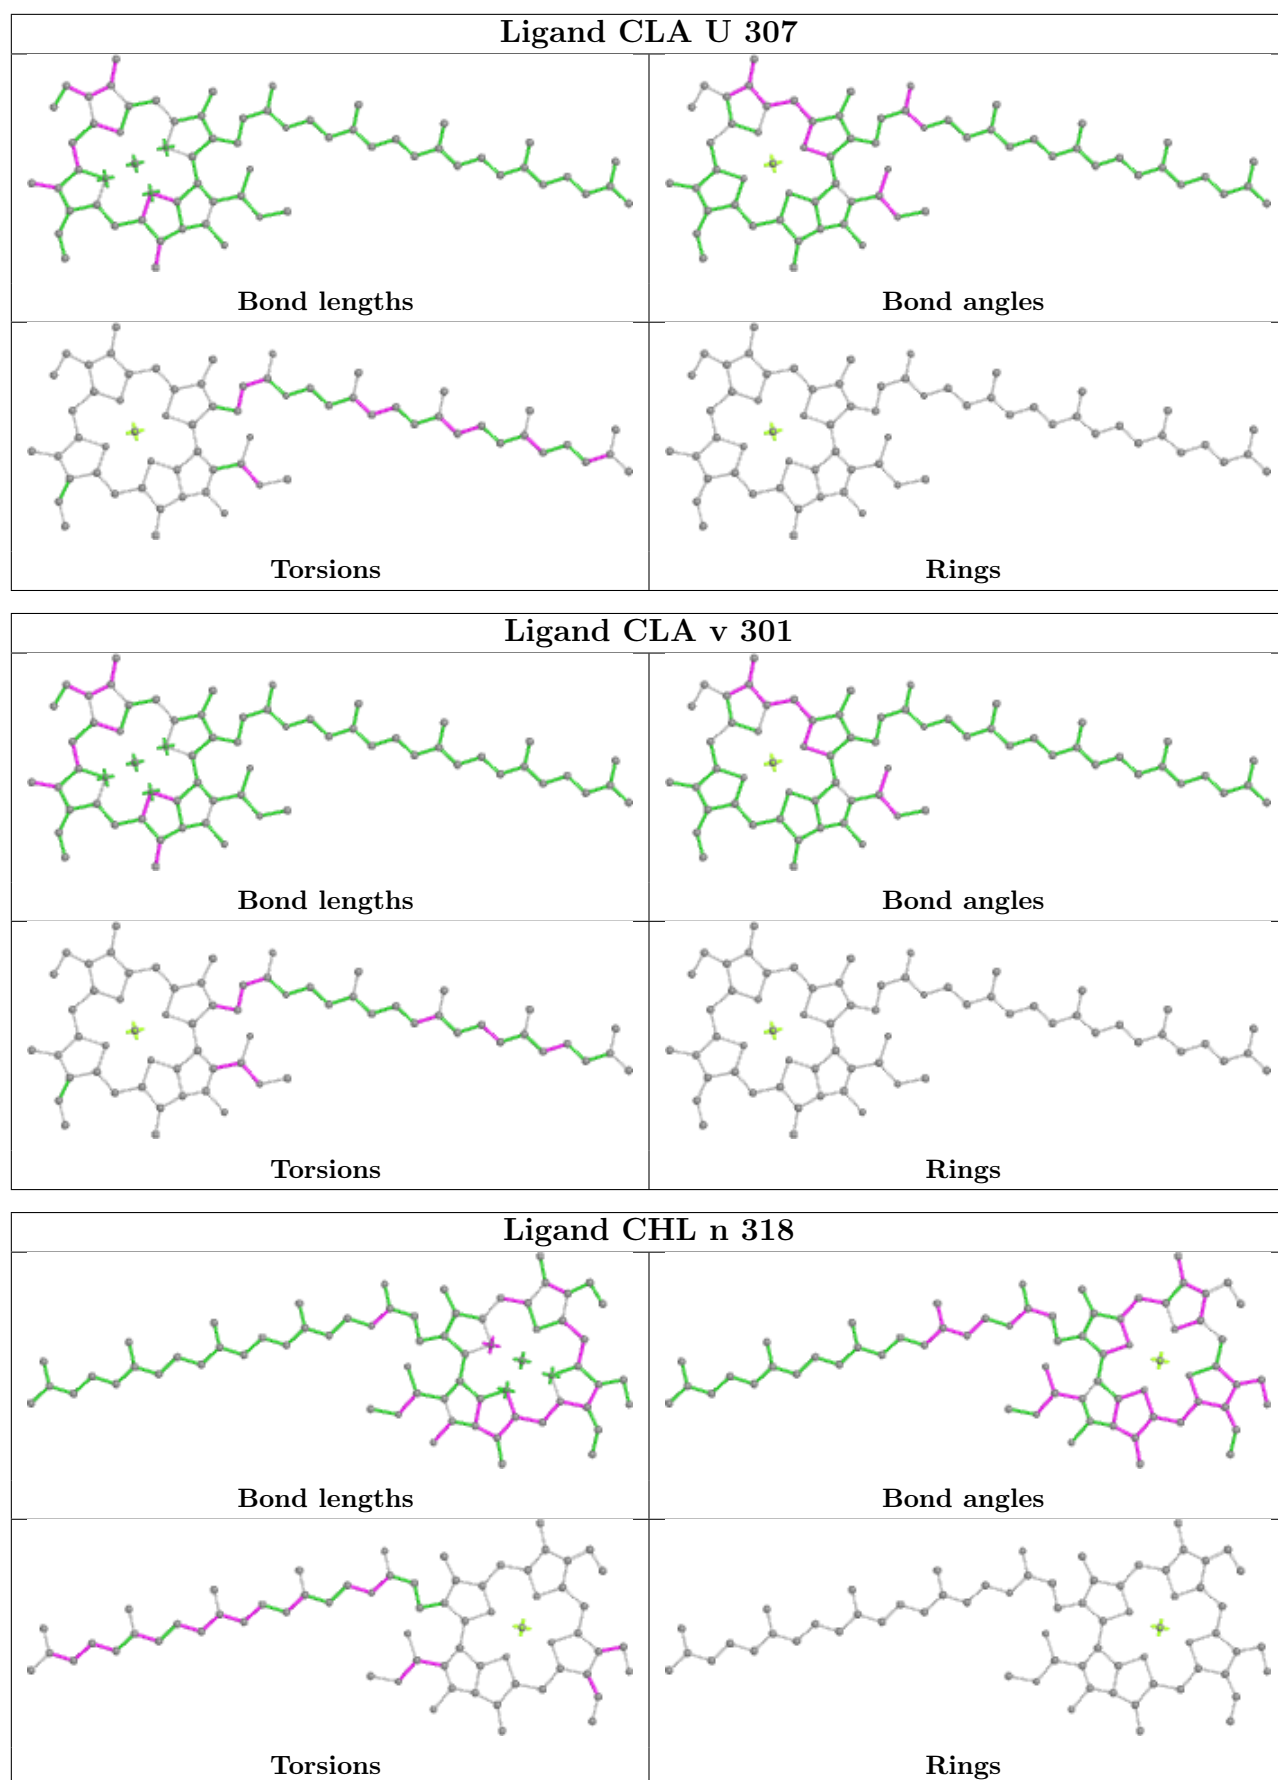 Ligand CLA U 307
Bond lengths
Bond angles
Torsions
Rings
Ligand CLA v 301
Bond lengths
Bond angles
Torsions
Rings
Ligand CHL n 318
Bond lengths
Bond angles
Torsions
Rings